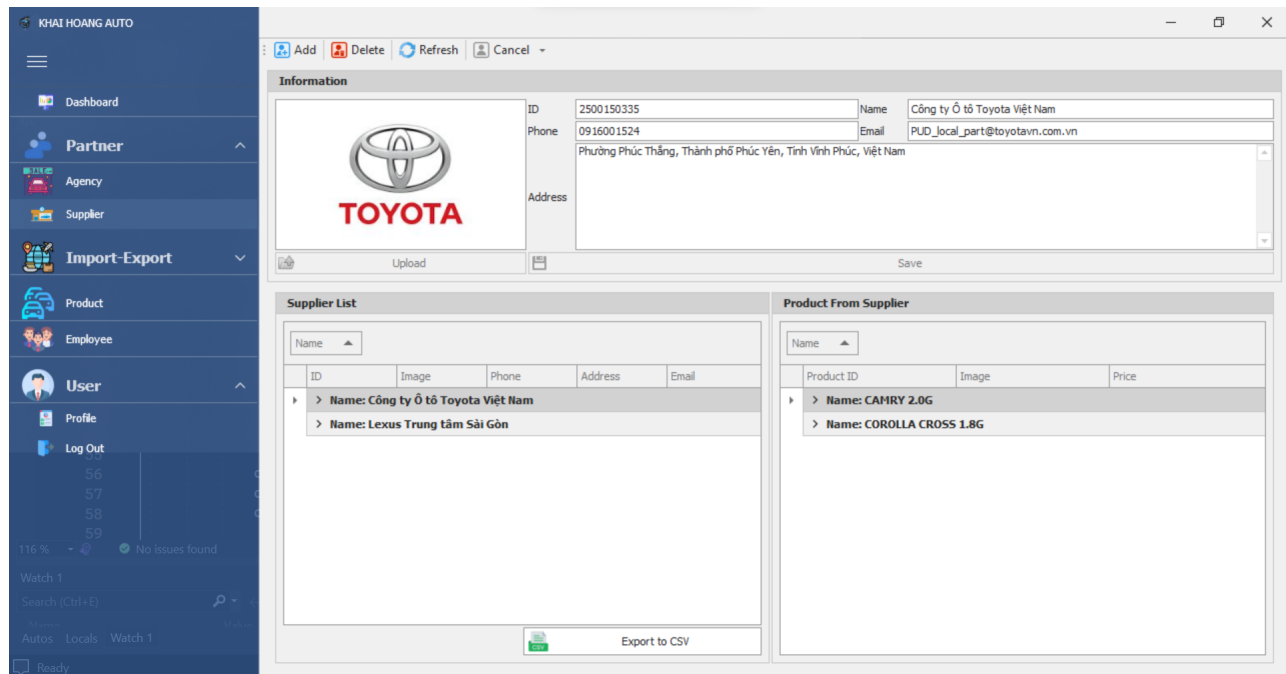 KHAI HOANG AUTO
Add Delete Refresh Cancel
Dashboard
Partner
Agency
Supplier
Import-Export
Product
Employee
User
Profile
Log Out
55
56
57
58
59
116 % No issues found
Watch 1
Search (Ctrl+E)
Name Value
Autos Locals Watch 1
Ready
Information
TOYOTA
ID 2500150335 Name Công ty Ô tô Toyota Việt Nam
Phone 0916001524 Email PUD_local_part@toyotavn.com.vn
Address Phường Phúc Thắng, Thành phố Phúc Yên, Tỉnh Vĩnh Phúc, Việt Nam
Upload Save
Supplier List
Name
ID Image Phone Address Email
Name: Công ty Ô tô Toyota Việt Nam
Name: Lexus Trung tâm Sài Gòn
CSV Export to CSV
Product From Supplier
Name
Product ID Image Price
Name: CAMRY 2.0G
Name: COROLLA CROSS 1.8G